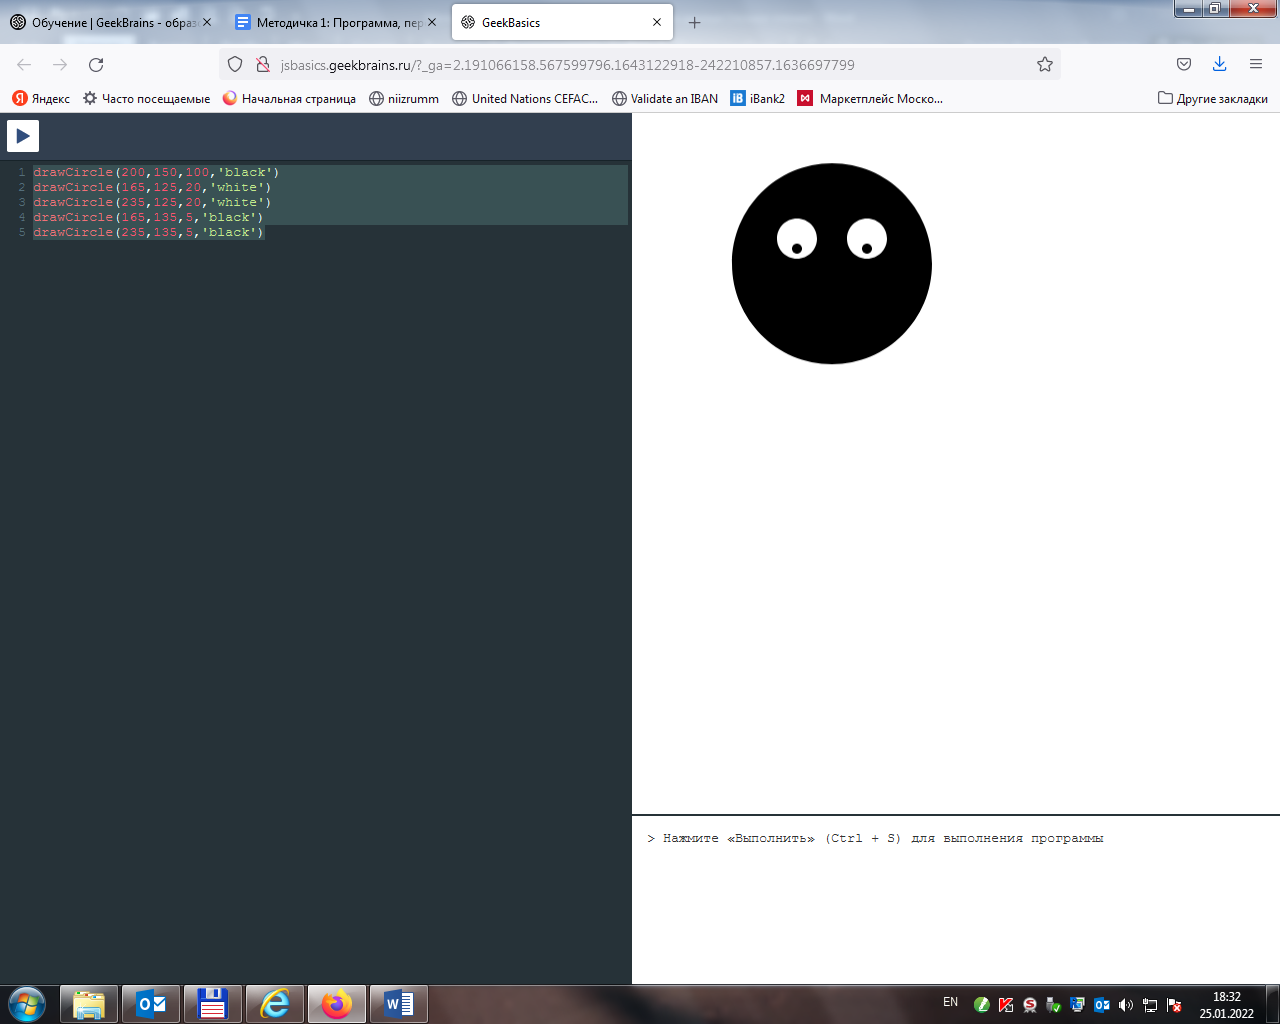 Обучение | GeekBrains - образо
Методичка 1: Программа, пер
GeekBasics
jsbasics.geekbrains.ru/?_ga=2.191066158.567599796.1643122918-242210857.1636697799
Яндекс
Часто посещаемые
Начальная страница
niizrumm
United Nations CEFAC...
Validate an IBAN
iBank2
Маркетплейс Моско...
Другие закладки
1 drawCircle(200,150,100,'black')
2 drawCircle(165,125,20,'white')
3 drawCircle(235,125,20,'white')
4 drawCircle(165,135,5,'black')
5 drawCircle(235,135,5,'black')
> Нажмите «Выполнить» (Ctrl + S) для выполнения программы
EN
18:32
25.01.2022